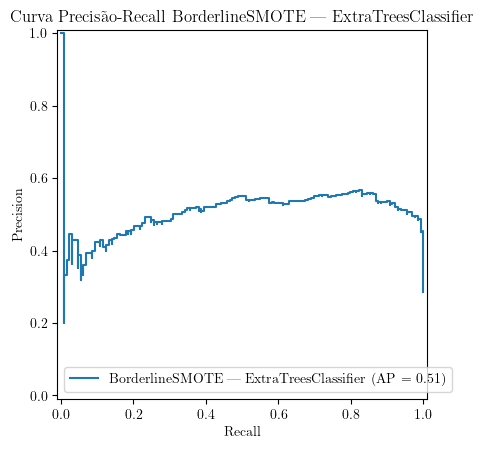 Curva Precisão-Recall BorderlineSMOTE — ExtraTreesClassifier
1.0
0.8
0.6
0.4
0.2
0.0
Precision
BorderlineSMOTE — ExtraTreesClassifier (AP = 0.51)
0.0 0.2 0.4 0.6 0.8 1.0
Recall